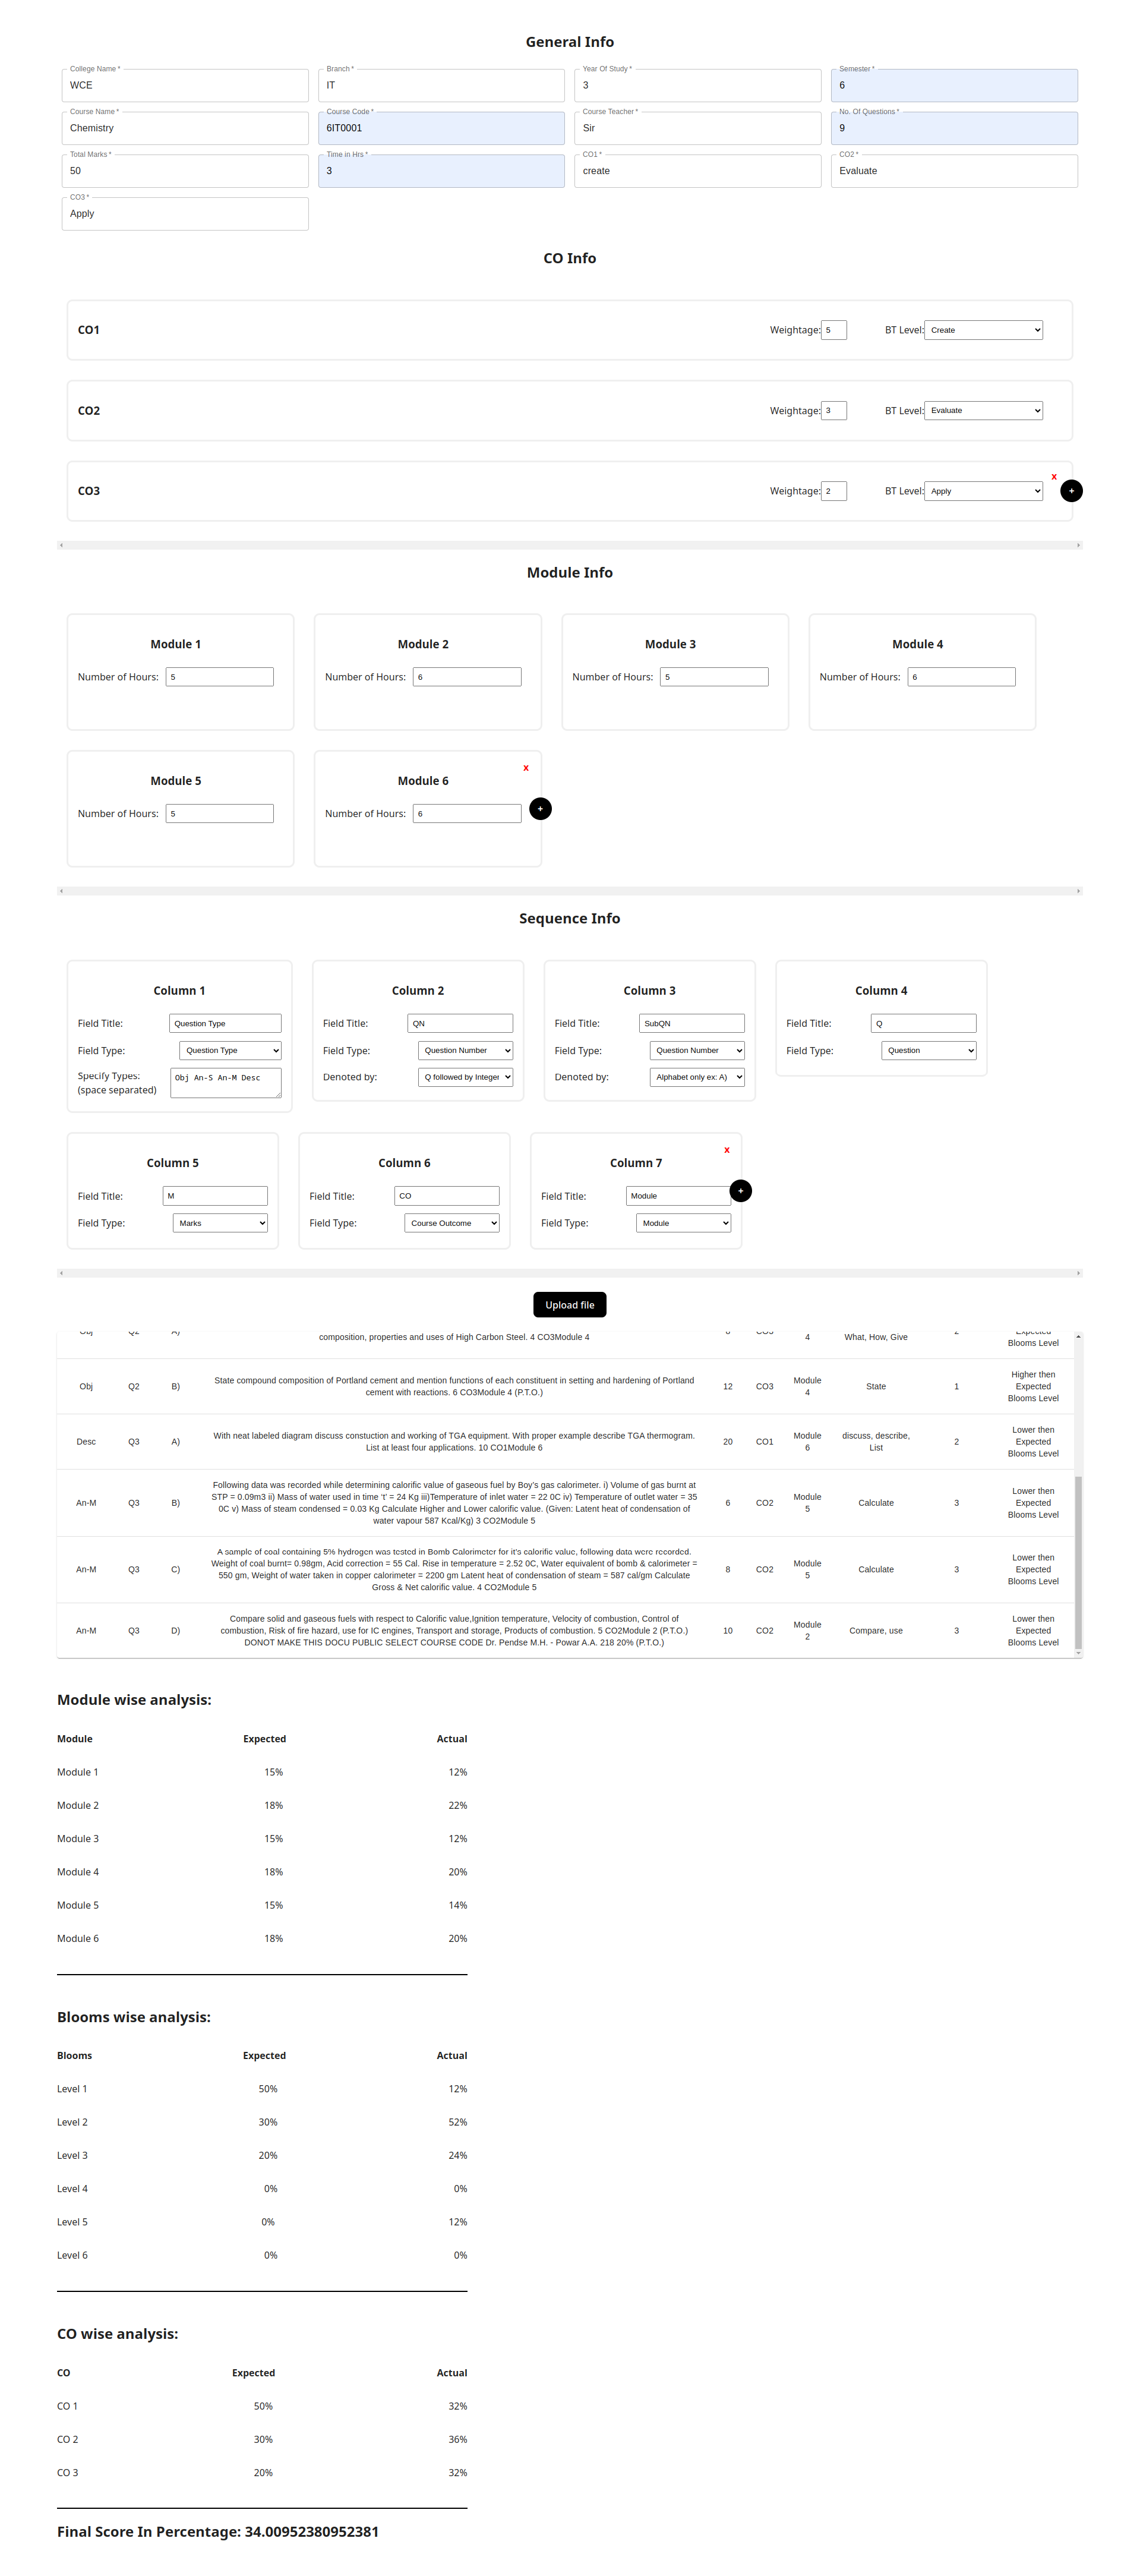 General Info
College Name *
WCE
Branch *
IT
Year Of Study *
3
Semester *
6
Course Name *
Chemistry
Course Code *
6IT0001
Course Teacher *
Sir
No. Of Questions *
9
Total Marks *
50
Time in Hrs *
3
CO1 *
create
CO2 *
Evaluate
CO3 *
Apply
CO Info
CO1 Weightage: 5 BT Level: Create
CO2 Weightage: 3 BT Level: Evaluate
x
CO3 Weightage: 2 BT Level: Apply +
Module Info
Module 1
Number of Hours: 5
Module 2
Number of Hours: 6
Module 3
Number of Hours: 5
Module 4
Number of Hours: 6
Module 5
Number of Hours: 5
x
Module 6
Number of Hours: 6
+
Sequence Info
Column 1
Field Title: Question Type
Field Type: Question Type
Specify Types: Obj An-S An-M Desc
(space separated)
Column 2
Field Title: QN
Field Type: Question Number
Denoted by: Q followed by Integer
Column 3
Field Title: SubQN
Field Type: Question Number
Denoted by: Alphabet only ex: A)
Column 4
Field Title: Q
Field Type: Question
Column 5
Field Title: M
Field Type: Marks
Column 6
Field Title: CO
Field Type: Course Outcome
x
Column 7
Field Title: Module
+
Field Type: Module
Upload file
Obj Q2 A) composition, properties and uses of High Carbon Steel. 4 CO3Module 4 8 CO3 4 What, How, Give 2 Expected
Blooms Level
Obj Q2 B) State compound composition of Portland cement and mention functions of each constituent in setting and hardening of Portland
cement with reactions. 6 CO3Module 4 (P.T.O.)
12 CO3 Module
4
State 1 Higher then
Expected
Blooms Level
Desc Q3 A) With neat labeled diagram discuss constuction and working of TGA equipment. With proper example describe TGA thermogram.
List at least four applications. 10 CO1Module 6
20 CO1 Module
6
discuss, describe,
List
2 Lower then
Expected
Blooms Level
An-M Q3 B) Following data was recorded while determining calorific value of gaseous fuel by Boy's gas calorimeter. i) Volume of gas burnt at
STP = 0.09m3 ii) Mass of water used in time 't' = 24 Kg iii)Temperature of inlet water = 22 0C iv) Temperature of outlet water = 35
0C v) Mass of steam condensed = 0.03 Kg Calculate Higher and Lower calorific value. (Given: Latent heat of condensation of
water vapour 587 Kcal/Kg) 3 CO2Module 5
6 CO2 Module
5
Calculate 3 Lower then
Expected
Blooms Level
An-M Q3 C) A sample of coal containing 5% hydrogen was tested in Bomb Calorimeter for it's calorific value, following data were recorded.
Weight of coal burnt= 0.98gm, Acid correction = 55 Cal. Rise in temperature = 2.52 0C, Water equivalent of bomb & calorimeter =
550 gm, Weight of water taken in copper calorimeter = 2200 gm Latent heat of condensation of steam = 587 cal/gm Calculate
Gross & Net calorific value. 4 CO2Module 5
8 CO2 Module
5
Calculate 3 Lower then
Expected
Blooms Level
An-M Q3 D) Compare solid and gaseous fuels with respect to Calorific value,Ignition temperature, Velocity of combustion, Control of
combustion, Risk of fire hazard, use for IC engines, Transport and storage, Products of combustion. 5 CO2Module 2 (P.T.O.)
DONOT MAKE THIS DOCU PUBLIC SELECT COURSE CODE Dr. Pendse M.H. - Powar A.A. 218 20% (P.T.O.)
10 CO2 Module
2
Compare, use 3 Lower then
Expected
Blooms Level
Module wise analysis:
Module Expected Actual
Module 1 15% 12%
Module 2 18% 22%
Module 3 15% 12%
Module 4 18% 20%
Module 5 15% 14%
Module 6 18% 20%
Blooms wise analysis:
Blooms Expected Actual
Level 1 50% 12%
Level 2 30% 52%
Level 3 20% 24%
Level 4 0% 0%
Level 5 0% 12%
Level 6 0% 0%
CO wise analysis:
CO Expected Actual
CO 1 50% 32%
CO 2 30% 36%
CO 3 20% 32%
Final Score In Percentage: 34.00952380952381